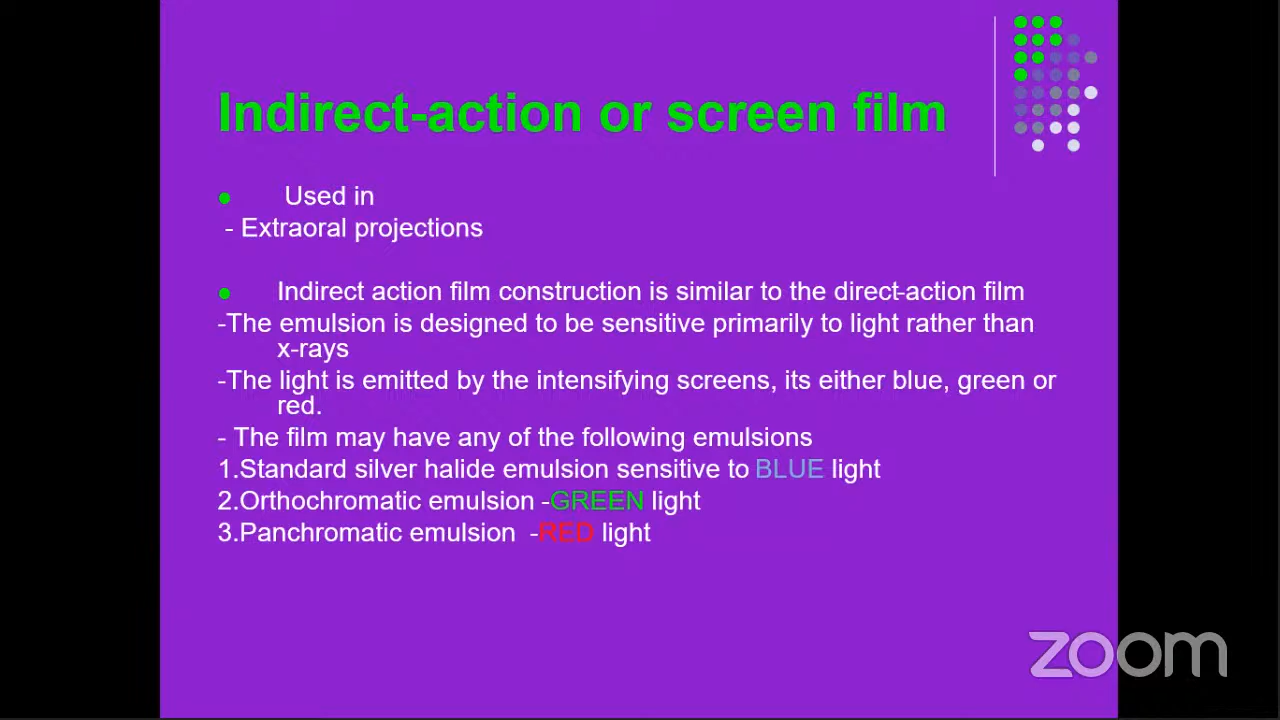 Indirect-action or screen film
Used in
- Extraoral projections
Indirect action film construction is similar to the direct-action film
-The emulsion is designed to be sensitive primarily to light rather than
x-rays
-The light is emitted by the intensifying screens, its either blue, green or
red.
- The film may have any of the following emulsions
1.Standard silver halide emulsion sensitive to BLUE light
2.Orthochromatic emulsion -GREEN light
3.Panchromatic emulsion -RED light
zoom